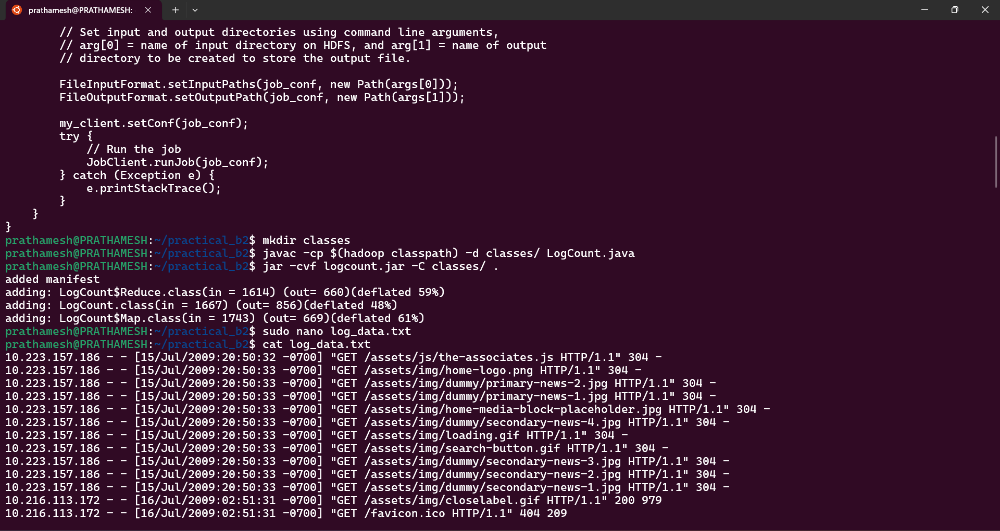 prathamesh@PRATHAMESH:
        // Set input and output directories using command line arguments,
        // arg[0] = name of input directory on HDFS, and arg[1] = name of output
        // directory to be created to store the output file.

        FileInputFormat.setInputPaths(job_conf, new Path(args[0]));
        FileOutputFormat.setOutputPath(job_conf, new Path(args[1]));

        my_client.setConf(job_conf);
        try {
            // Run the job
            JobClient.runJob(job_conf);
        } catch (Exception e) {
            e.printStackTrace();
        }
    }
}
prathamesh@PRATHAMESH:~/practical_b2$ mkdir classes
prathamesh@PRATHAMESH:~/practical_b2$ javac -cp $(hadoop classpath) -d classes/ LogCount.java
prathamesh@PRATHAMESH:~/practical_b2$ jar -cvf logcount.jar -C classes/ .
added manifest
adding: LogCount$Reduce.class(in = 1614) (out= 660)(deflated 59%)
adding: LogCount.class(in = 1667) (out= 856)(deflated 48%)
adding: LogCount$Map.class(in = 1743) (out= 669)(deflated 61%)
prathamesh@PRATHAMESH:~/practical_b2$ sudo nano log_data.txt
prathamesh@PRATHAMESH:~/practical_b2$ cat log_data.txt
10.223.157.186 - - [15/Jul/2009:20:50:32 -0700] "GET /assets/js/the-associates.js HTTP/1.1" 304 -
10.223.157.186 - - [15/Jul/2009:20:50:33 -0700] "GET /assets/img/home-logo.png HTTP/1.1" 304 -
10.223.157.186 - - [15/Jul/2009:20:50:33 -0700] "GET /assets/img/dummy/primary-news-2.jpg HTTP/1.1" 304 -
10.223.157.186 - - [15/Jul/2009:20:50:33 -0700] "GET /assets/img/dummy/primary-news-1.jpg HTTP/1.1" 304 -
10.223.157.186 - - [15/Jul/2009:20:50:33 -0700] "GET /assets/img/home-media-block-placeholder.jpg HTTP/1.1" 304 -
10.223.157.186 - - [15/Jul/2009:20:50:33 -0700] "GET /assets/img/dummy/secondary-news-4.jpg HTTP/1.1" 304 -
10.223.157.186 - - [15/Jul/2009:20:50:33 -0700] "GET /assets/img/loading.gif HTTP/1.1" 304 -
10.223.157.186 - - [15/Jul/2009:20:50:33 -0700] "GET /assets/img/search-button.gif HTTP/1.1" 304 -
10.223.157.186 - - [15/Jul/2009:20:50:33 -0700] "GET /assets/img/dummy/secondary-news-3.jpg HTTP/1.1" 304 -
10.223.157.186 - - [15/Jul/2009:20:50:33 -0700] "GET /assets/img/dummy/secondary-news-2.jpg HTTP/1.1" 304 -
10.223.157.186 - - [15/Jul/2009:20:50:33 -0700] "GET /assets/img/dummy/secondary-news-1.jpg HTTP/1.1" 304 -
10.216.113.172 - - [16/Jul/2009:02:51:31 -0700] "GET /assets/img/closelabel.gif HTTP/1.1" 200 979
10.216.113.172 - - [16/Jul/2009:02:51:31 -0700] "GET /favicon.ico HTTP/1.1" 404 209